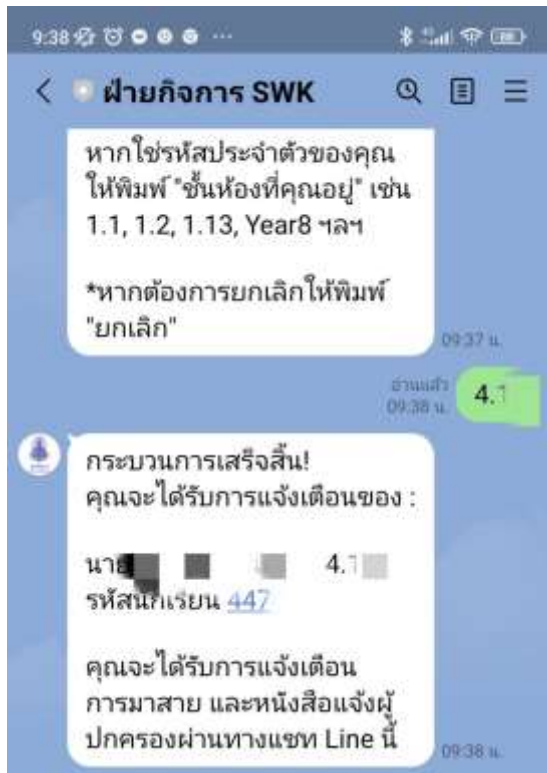 9:38
ฝ่ายกิจการ SWK
หากใช่รหัสประจำตัวของคุณ
ให้พิมพ์ "ชั้นห้องที่คุณอยู่" เช่น
1.1, 1.2, 1.13, Year8 ฯลฯ
*หากต้องการยกเลิกให้พิมพ์
"ยกเลิก"
09:37 น.
อ่านแล้ว
09:38 น.
กระบวนการเสร็จสิ้น!
คุณจะได้รับการแจ้งเตือนของ :
รหัสนักเรียน 447
คุณจะได้รับการแจ้งเตือน
การมาสาย และหนังสือแจ้งผู้
ปกครองผ่านทางแชท Line นี้
09:38 น.